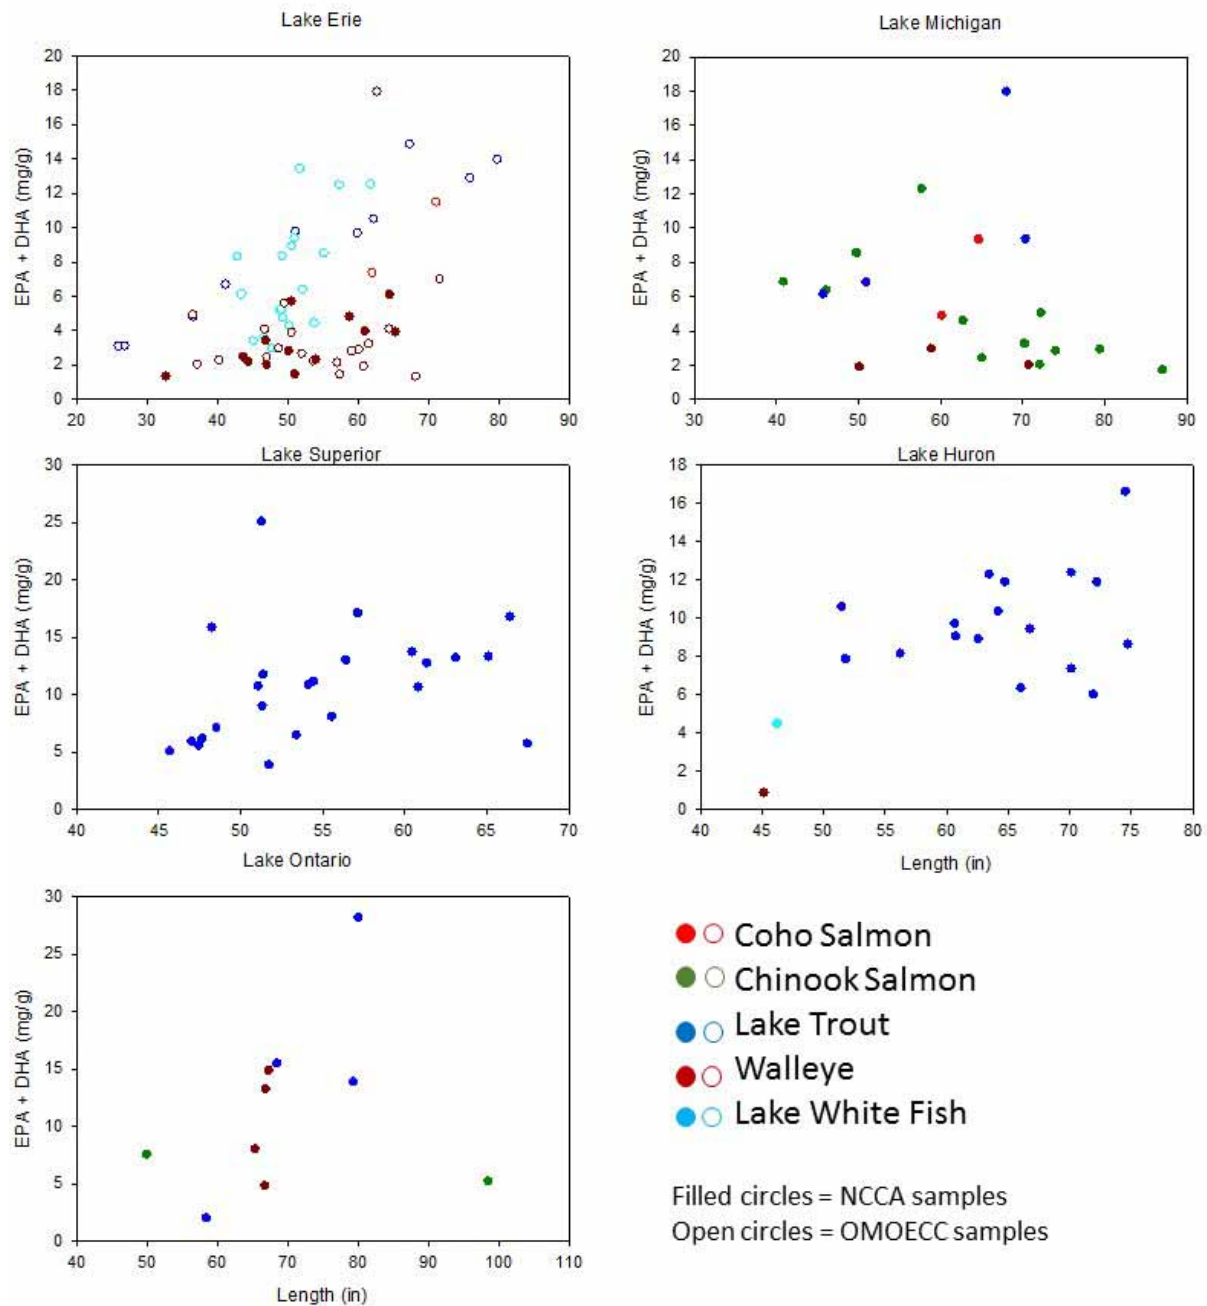 Lake Erie
20
18
16
14
12
10
8
6
4
2
0
EPA + DHA (mg/g)
20 30 40 50 60 70 80 90
Lake Michigan
20
18
16
14
12
10
8
6
4
2
0
EPA + DHA (mg/g)
30 40 50 60 70 80 90
Lake Superior
30
25
20
15
10
5
0
EPA + DHA (mg/g)
40 45 50 55 60 65 70
Lake Huron
18
16
14
12
10
8
6
4
2
0
EPA + DHA (mg/g)
40 45 50 55 60 65 70 75 80
Length (in)
Lake Ontario
30
25
20
15
10
5
0
EPA + DHA (mg/g)
40 50 60 70 80 90 100 110
Length (in)
Coho Salmon
Chinook Salmon
Lake Trout
Walleye
Lake White Fish
Filled circles = NCCA samples
Open circles = OMOECC samples